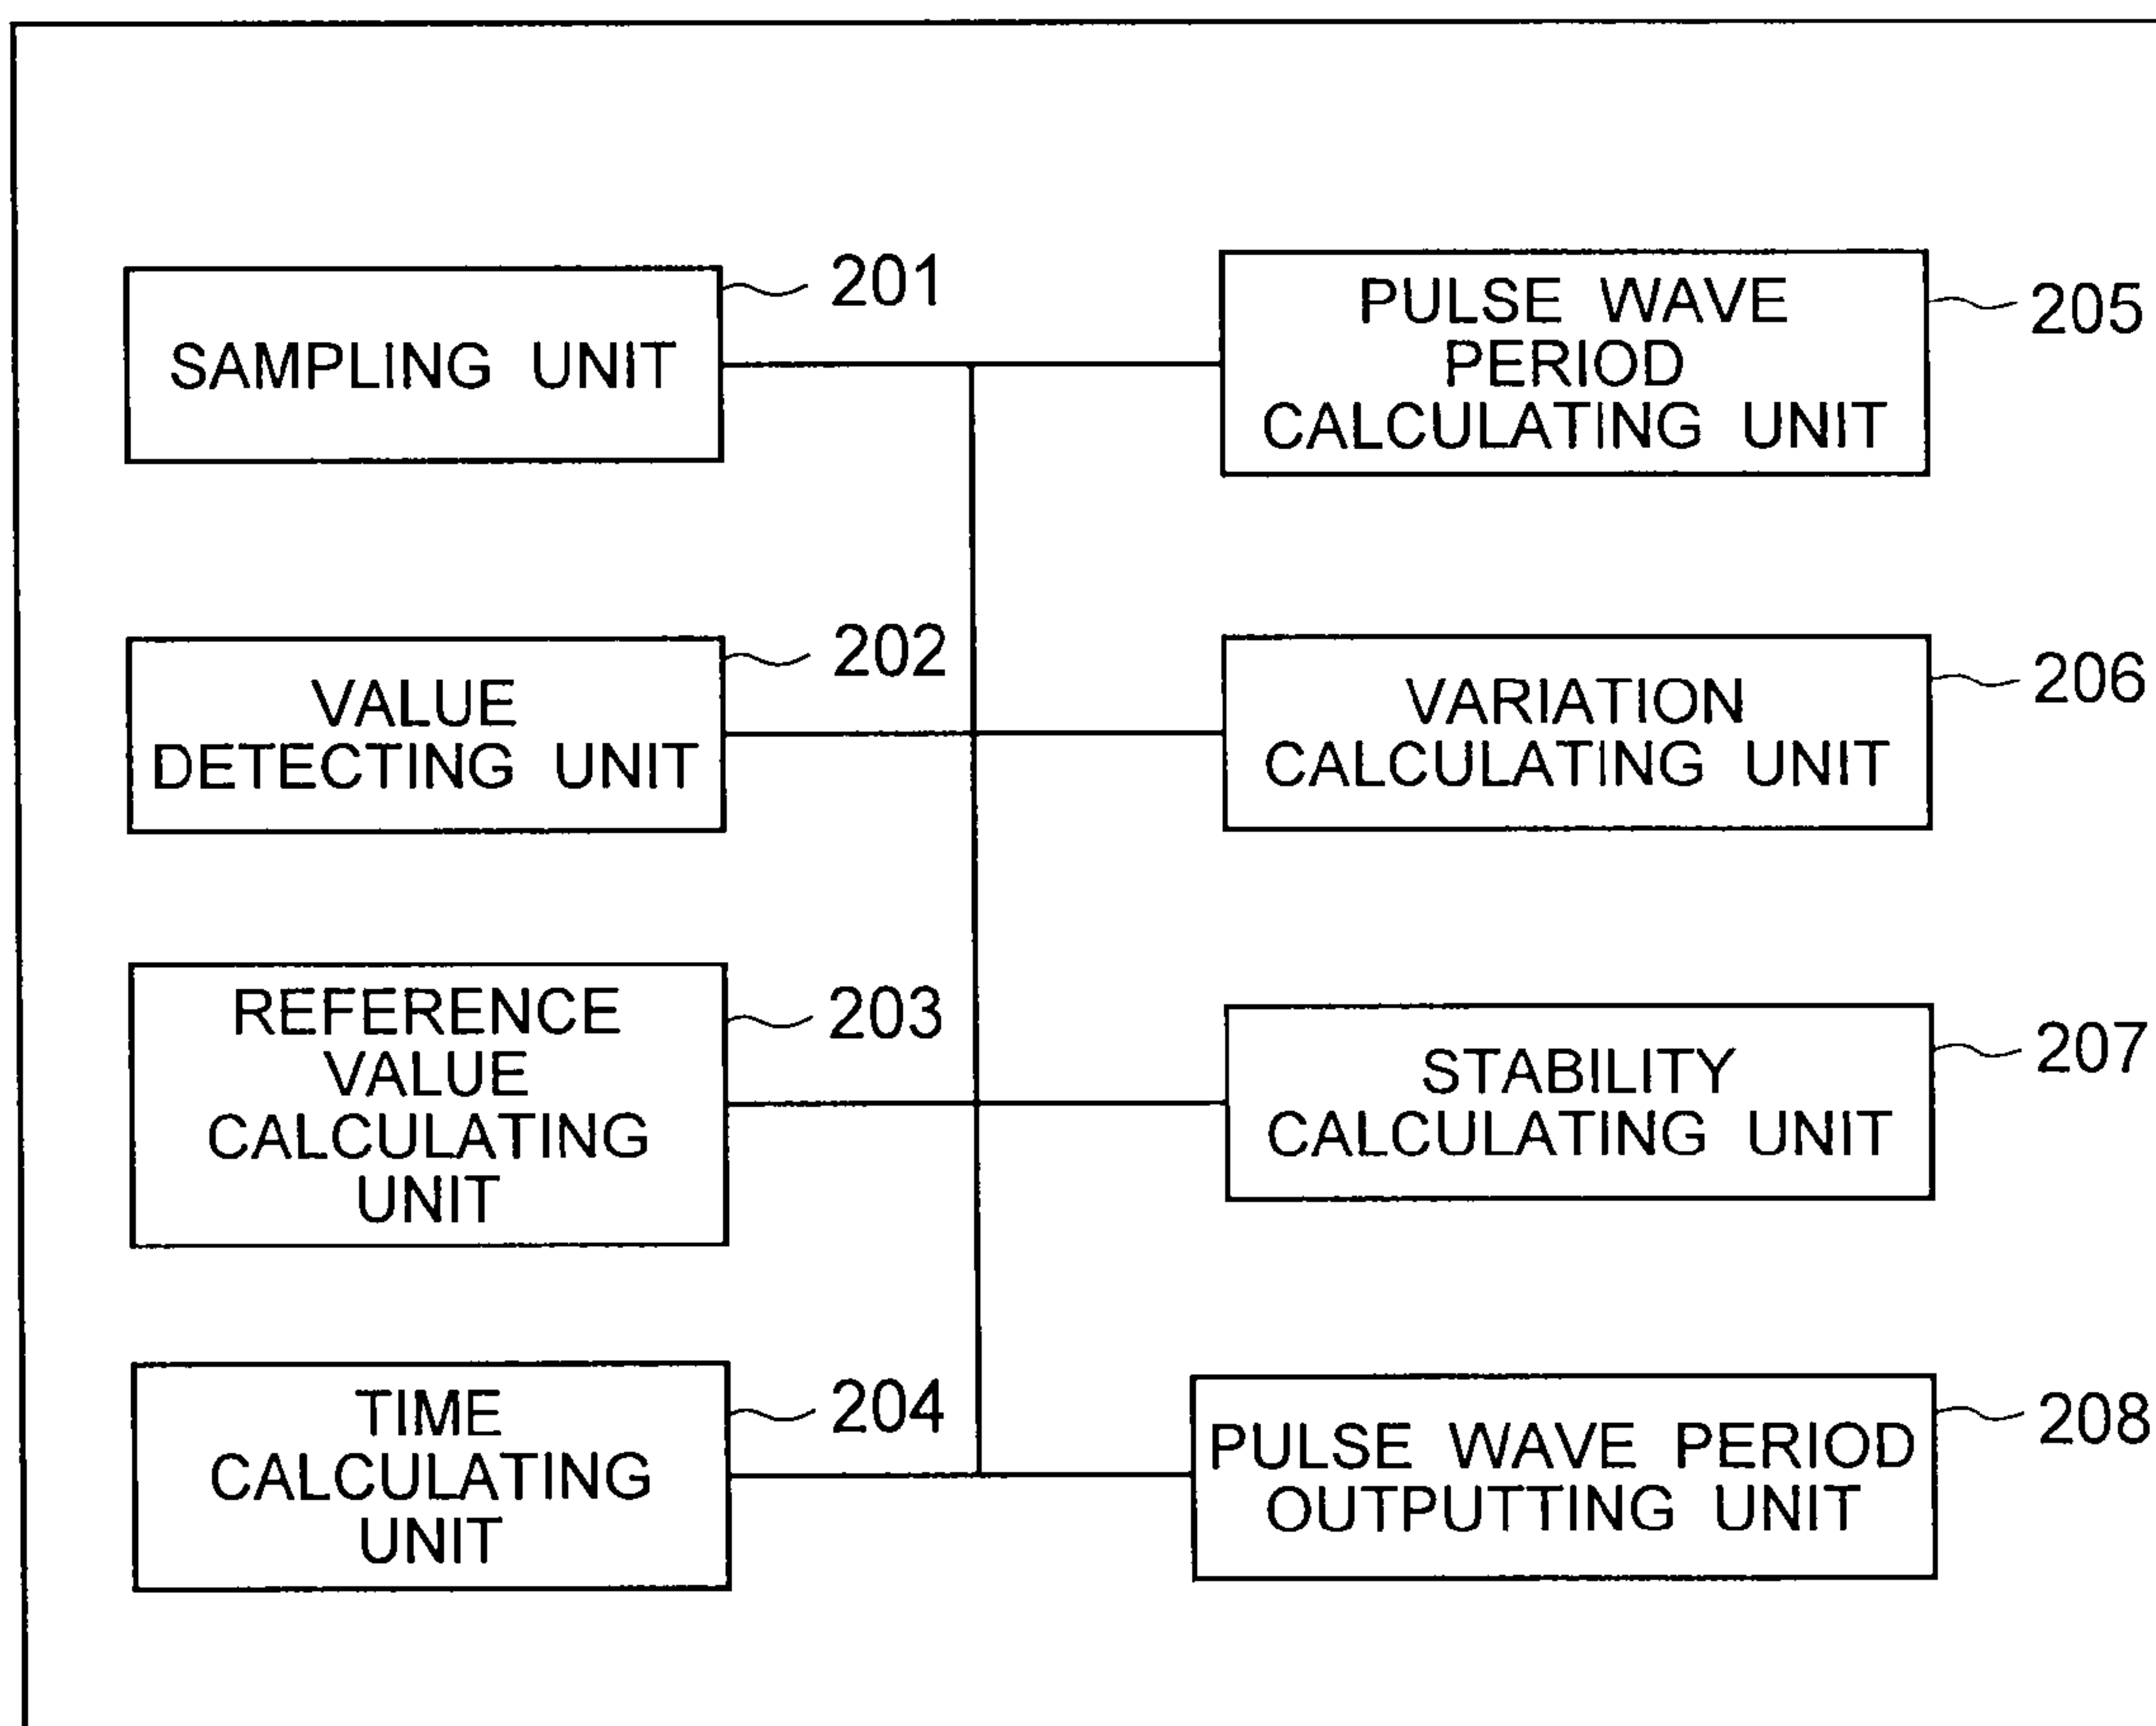 201
SAMPLING UNIT
202
VALUE
DETECTING UNIT
203
REFERENCE
VALUE
CALCULATING
UNIT
204
TIME
CALCULATING
UNIT
205
PULSE WAVE
PERIOD
CALCULATING UNIT
206
VARIATION
CALCULATING UNIT
207
STABILITY
CALCULATING UNIT
208
PULSE WAVE PERIOD
OUTPUTTING UNIT